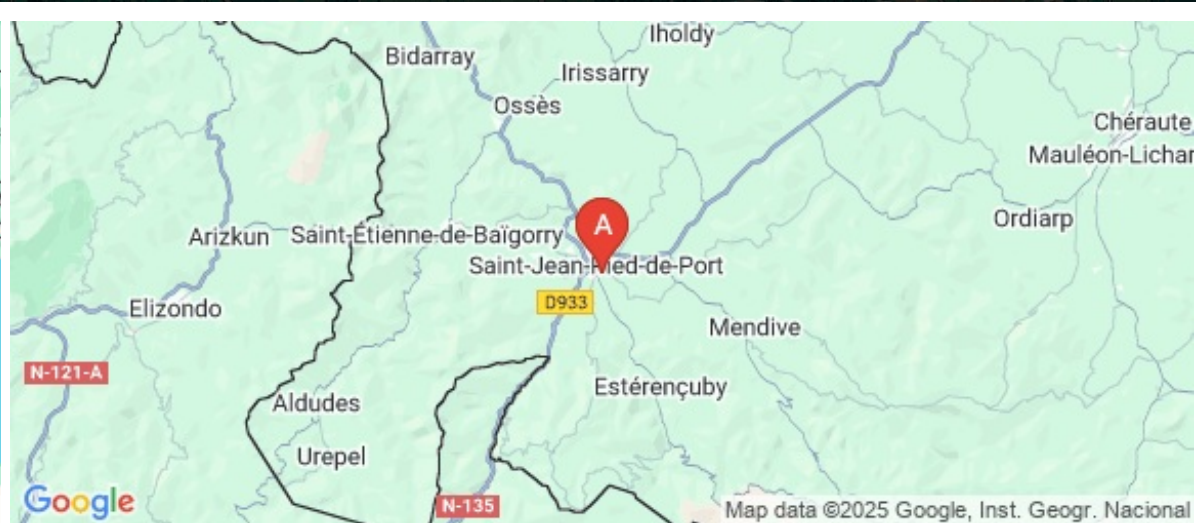 Iholdy
Bidarray
Irissarry
Ossès
Chéraute
Mauléon-Lichar
A
Ordiarp
Arizkun
Saint-Étienne-de-Baïgorry
Saint-Jean-Pied-de-Port
Elizondo
D933
Mendive
N-121-A
Estérençuby
Aldudes
Urepel
Google
N-135
Map data ©2025 Google, Inst. Geogr. Nacional